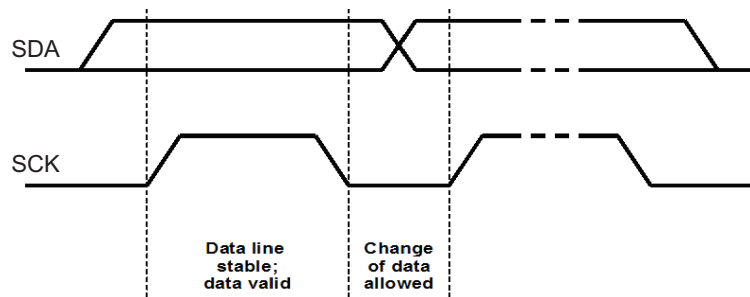 SDA
SCK
Data line
stable;
data valid
Change
of data
allowed